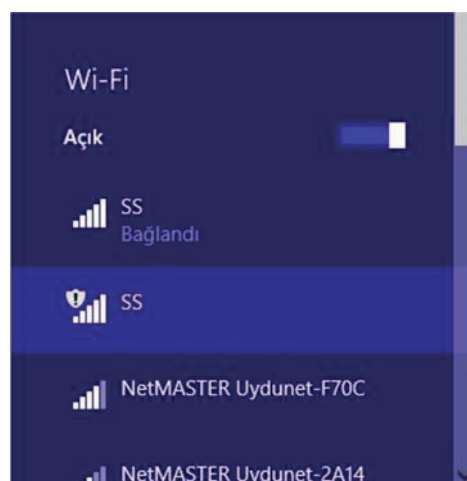 Wi-Fi
Açık
SS
Bağlandı
SS
NetMASTER Uydunet-F70C
NetMASTER Uydunet-2A14